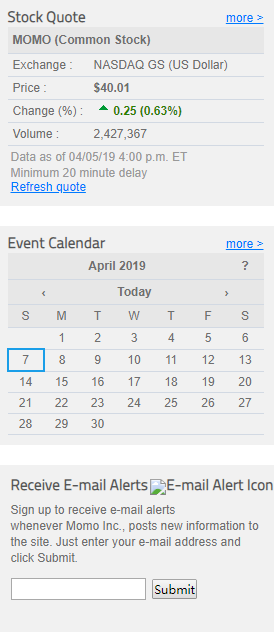 Stock Quote more >
MOMO (Common Stock)
Exchange : NASDAQ GS (US Dollar)
Price : $40.01
Change (%) : 0.25 (0.63%)
Volume : 2,427,367
Data as of 04/05/19 4:00 p.m. ET
Minimum 20 minute delay
Refresh quote
Event Calendar more >
April 2019 ?
‹ Today ›
S M T W T F S
1 2 3 4 5 6
7 8 9 10 11 12 13
14 15 16 17 18 19 20
21 22 23 24 25 26 27
28 29 30
Receive E-mail Alerts E-mail Alert Icon
Sign up to receive e-mail alerts
whenever Momo Inc., posts new information to
the site. Just enter your e-mail address and
click Submit.
Submit